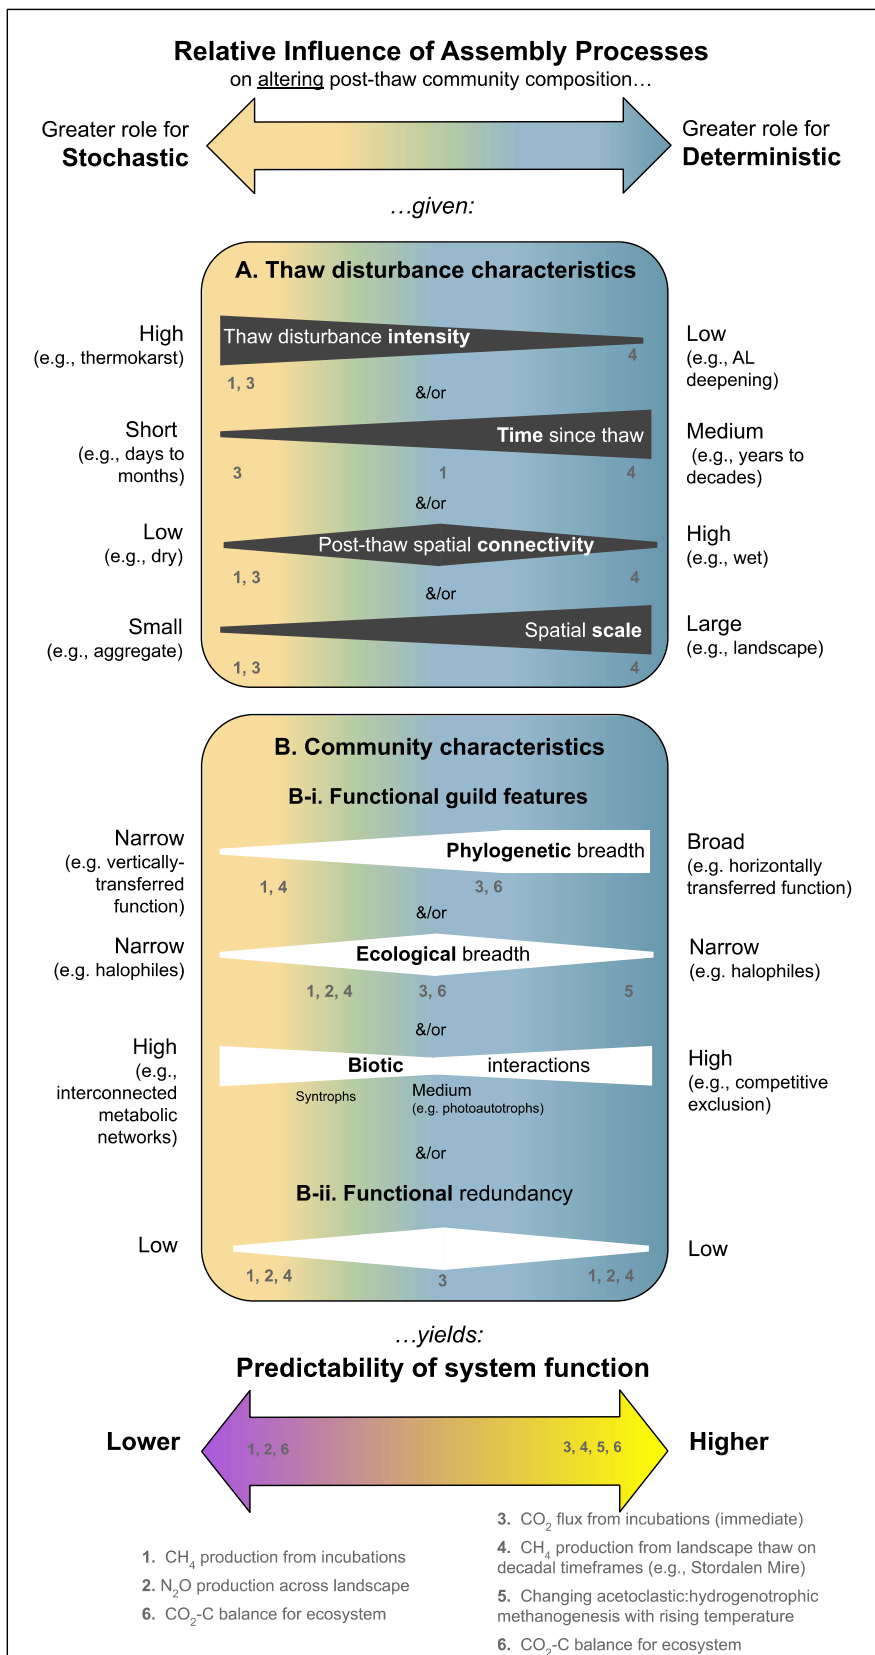 Relative Influence of Assembly Processes
on altering post-thaw community composition…
Greater role for
Stochastic
Greater role for
Deterministic
…given:
A. Thaw disturbance characteristics
High
(e.g., thermokarst)
Thaw disturbance intensity
Low
(e.g., AL
deepening)
1, 3
4
&/or
Short
(e.g., days to
months)
Time since thaw
Medium
(e.g., years to
decades)
3
1
4
&/or
Low
(e.g., dry)
Post-thaw spatial connectivity
High
(e.g., wet)
1, 3
4
&/or
Small
(e.g., aggregate)
Spatial scale
Large
(e.g., landscape)
1, 3
4
B. Community characteristics
B-i. Functional guild features
Narrow
(e.g. vertically-
transferred
function)
Phylogenetic breadth
Broad
(e.g. horizontally
transferred function)
1, 4
3, 6
&/or
Narrow
(e.g. halophiles)
Ecological breadth
Narrow
(e.g. halophiles)
1, 2, 4
3, 6
5
&/or
High
(e.g.,
interconnected
metabolic
networks)
Biotic interactions
High
(e.g., competitive
exclusion)
Syntrophs
Medium
(e.g. photoautotrophs)
&/or
B-ii. Functional redundancy
Low
Low
1, 2, 4
3
1, 2, 4
…yields:
Predictability of system function
Lower
1, 2, 6
3, 4, 5, 6
Higher
1. CH4 production from incubations
2. N2O production across landscape
6. CO2-C balance for ecosystem
3. CO2 flux from incubations (immediate)
4. CH4 production from landscape thaw on
decadal timeframes (e.g., Stordalen Mire)
5. Changing acetoclastic:hydrogenotrophic
methanogenesis with rising temperature
6. CO2-C balance for ecosystem